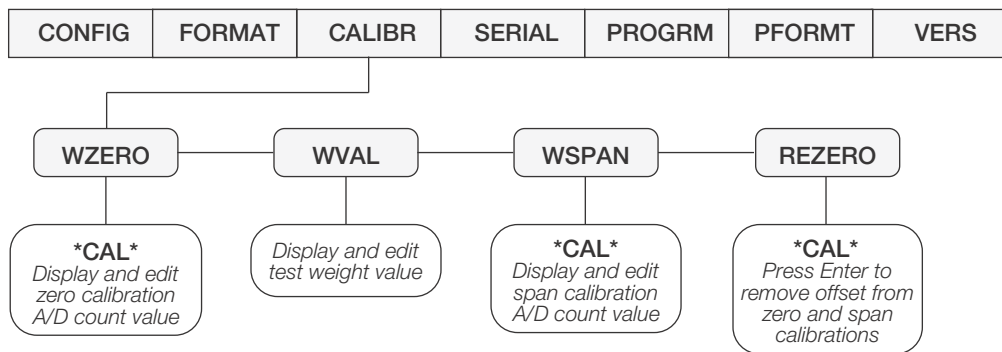 CONFIG FORMAT CALIBR SERIAL PROGRM PFORMT VERS
WZERO WVAL WSPAN REZERO
*CAL*
Display and edit
zero calibration
A/D count value
Display and edit
test weight value
*CAL*
Display and edit
span calibration
A/D count value
*CAL*
Press Enter to
remove offset from
zero and span
calibrations